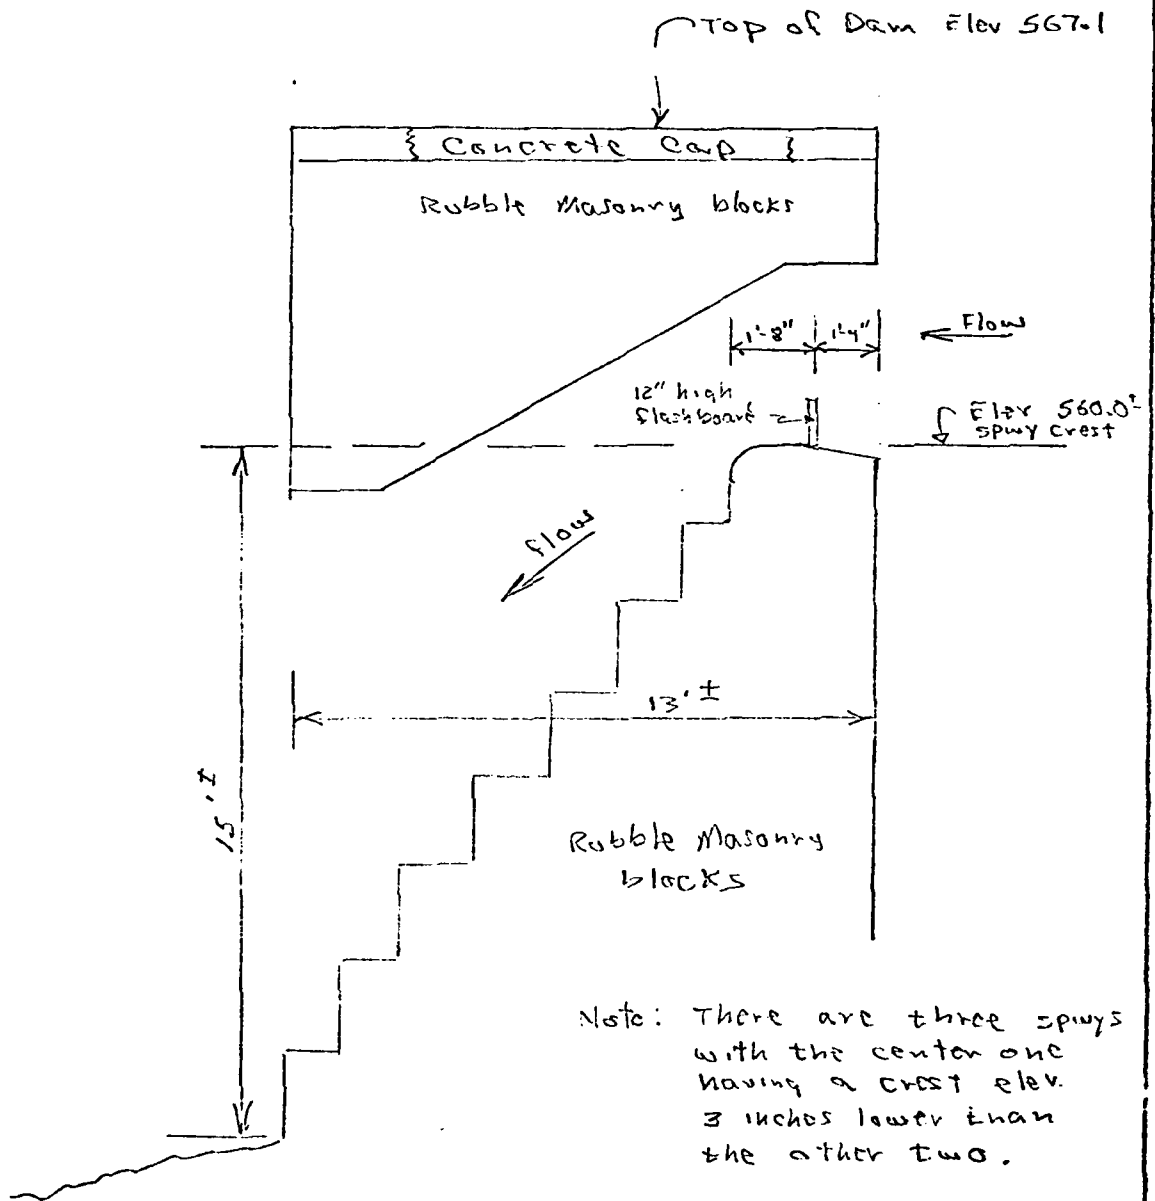 Top of Dam Elev 567.1
Concrete Cap
Rubble Masonry blocks
1'-8"
1'-4"
Flow
12" high
flashboard
Elev 560.0±
spwy crest
flow
13'±
15'±
Rubble Masonry
blocks
Note: There are three spwys
with the center one
having a crest elev.
3 inches lower than
the other two.